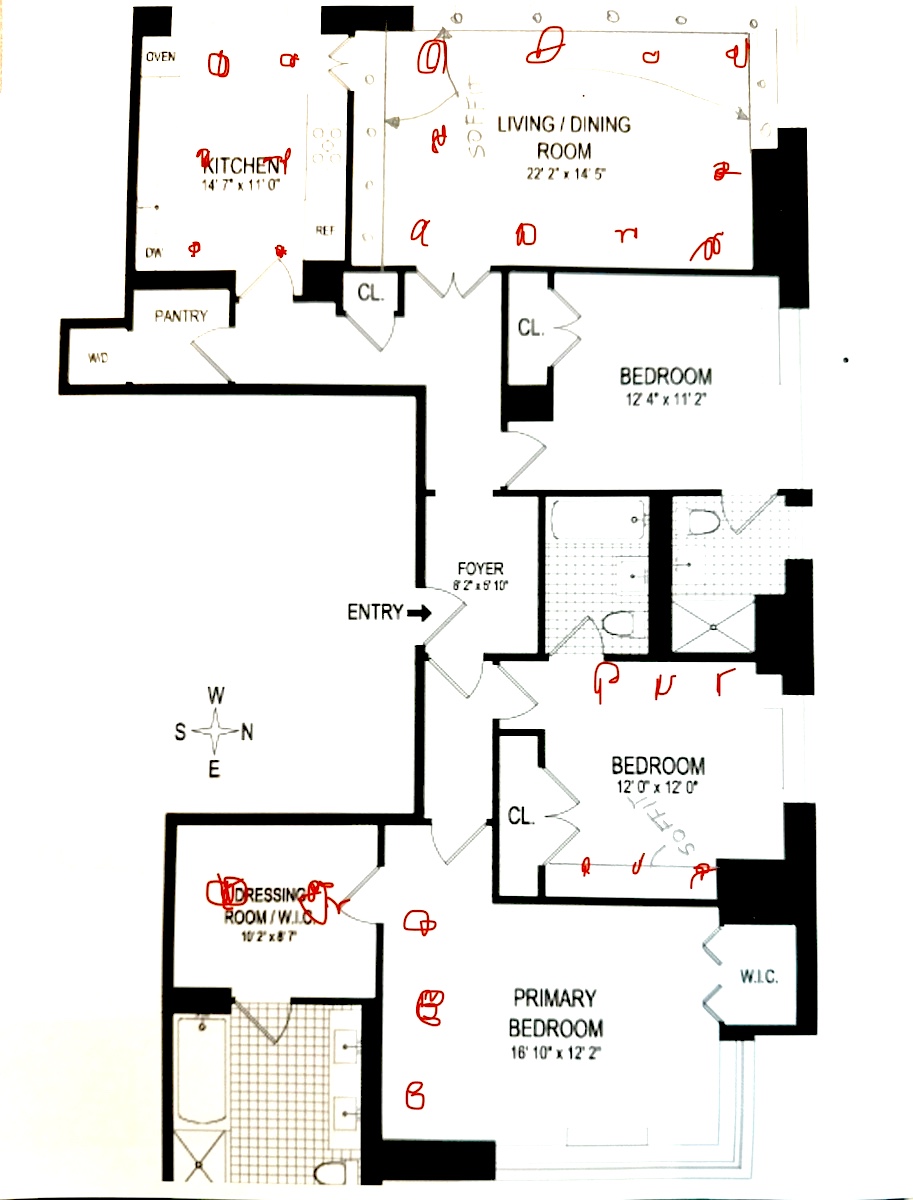 OVEN
KITCHEN
14' 7" x 11' 0"
REF
DW
SOFFIT
LIVING / DINING
ROOM
22' 2" x 14' 5"
CL.
PANTRY
W/D
CL.
BEDROOM
12' 4" x 11' 2"
FOYER
8' 2" x 6' 10"
ENTRY
W
S N
E
BEDROOM
12' 0" x 12' 0"
SOFFIT
CL.
DRESSING
ROOM / W.I.C.
10' 2" x 8' 7"
W.I.C.
PRIMARY
BEDROOM
16' 10" x 12' 2"